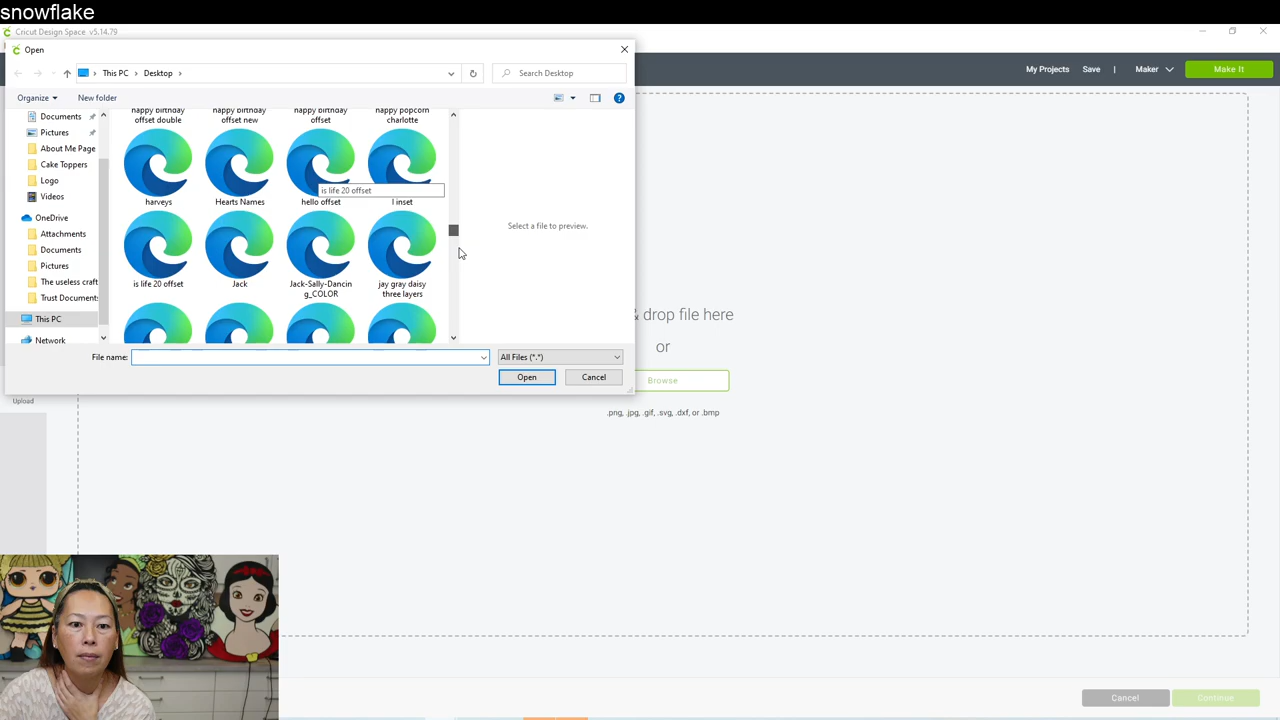 snowflake
Cricut Design Space v5.14.79
Open
This PC
Desktop
Search Desktop
My Projects
Save
|
Maker
Make It
Organize
New folder
Documents
Pictures
About Me Page
Cake Toppers
Logo
Videos
OneDrive
Attachments
Documents
Pictures
The useless craft
Trust Documents
This PC
Network
happy birthday
offset double
happy birthday
offset new
happy birthday
offset
happy popcorn
charlotte
is life 20 offset
harveys
Hearts Names
hello offset
I inset
is life 20 offset
Jack
Jack-Sally-Dancin
g_COLOR
jay gray daisy
three layers
Select a file to preview.
File name:
All Files (*.*)
Open
Cancel
Upload
& drop file here
or
Browse
.png, .jpg, .gif, .svg, .dxf, or .bmp
Cancel
Continue